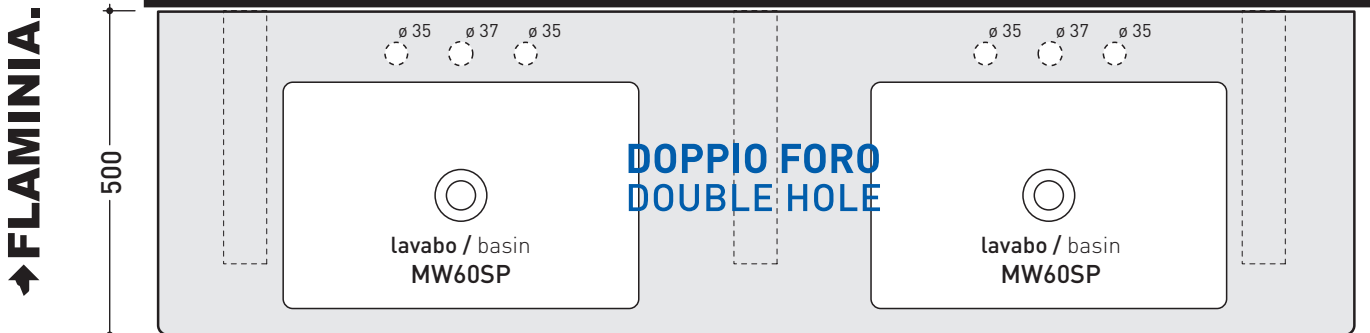 FLAMINIA.
500
ø 35 ø 37 ø 35
ø 35 ø 37 ø 35
DOPPIO FORO
DOUBLE HOLE
lavabo / basin
MW60SP
lavabo / basin
MW60SP